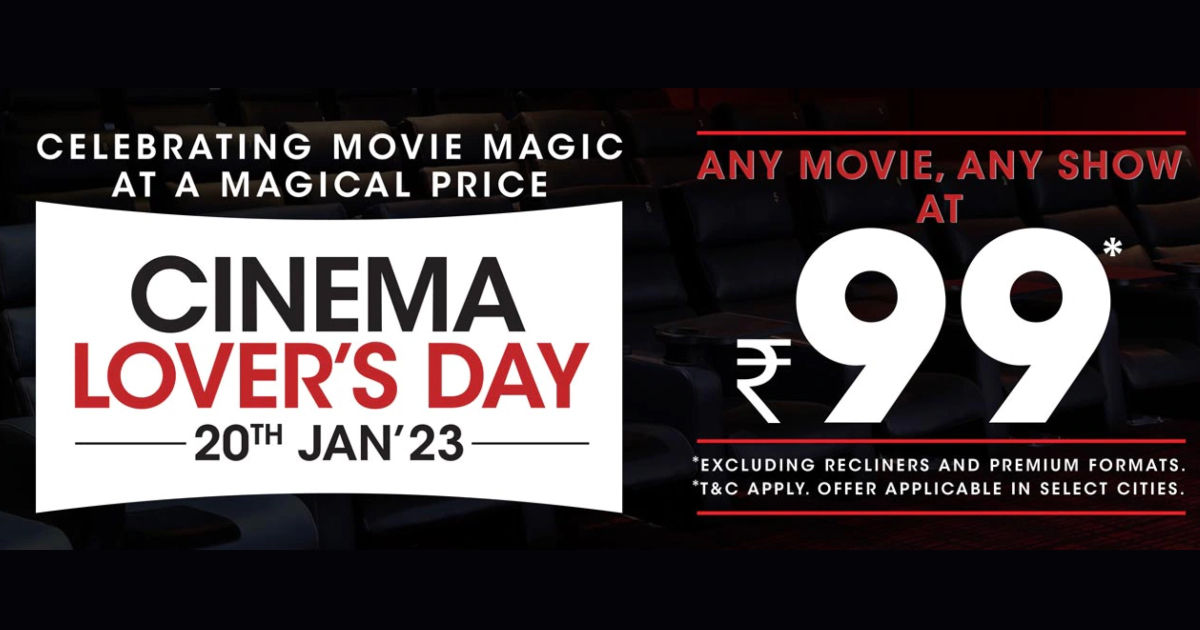 CELEBRATING MOVIE MAGIC
AT A MAGICAL PRICE
CINEMA
LOVER'S DAY
20TH JAN'23
ANY MOVIE, ANY SHOW
AT
₹99*
*EXCLUDING RECLINERS AND PREMIUM FORMATS.
*T&C APPLY. OFFER APPLICABLE IN SELECT CITIES.